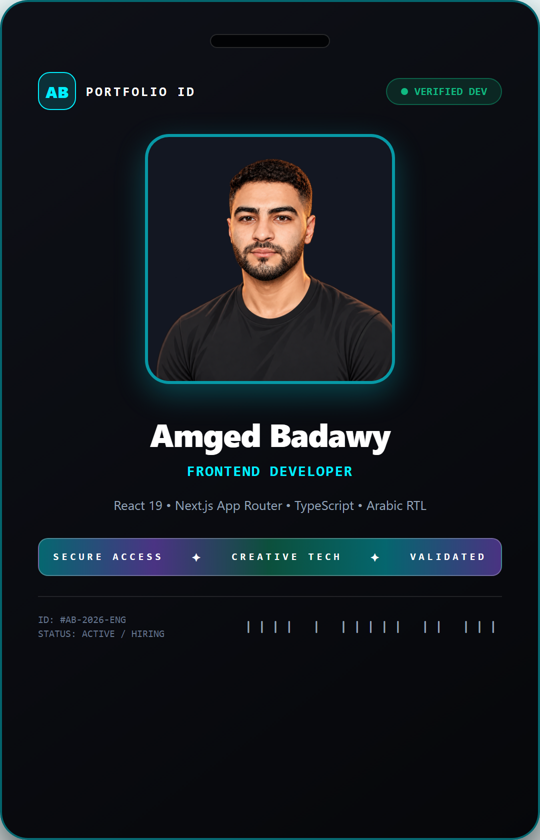 AB PORTFOLIO ID
VERIFIED DEV
Amged Badawy
FRONTEND DEVELOPER
React 19 • Next.js App Router • TypeScript • Arabic RTL
SECURE ACCESS ✦ CREATIVE TECH ✦ VALIDATED
ID: #AB-2026-ENG
STATUS: ACTIVE / HIRING